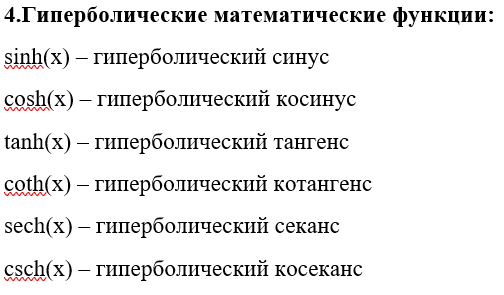 4.Гиперболические математические функции:
sinh(x) – гиперболический синус
cosh(x) – гиперболический косинус
tanh(x) – гиперболический тангенс
coth(x) – гиперболический котангенс
sech(x) – гиперболический секанс
csch(x) – гиперболический косеканс